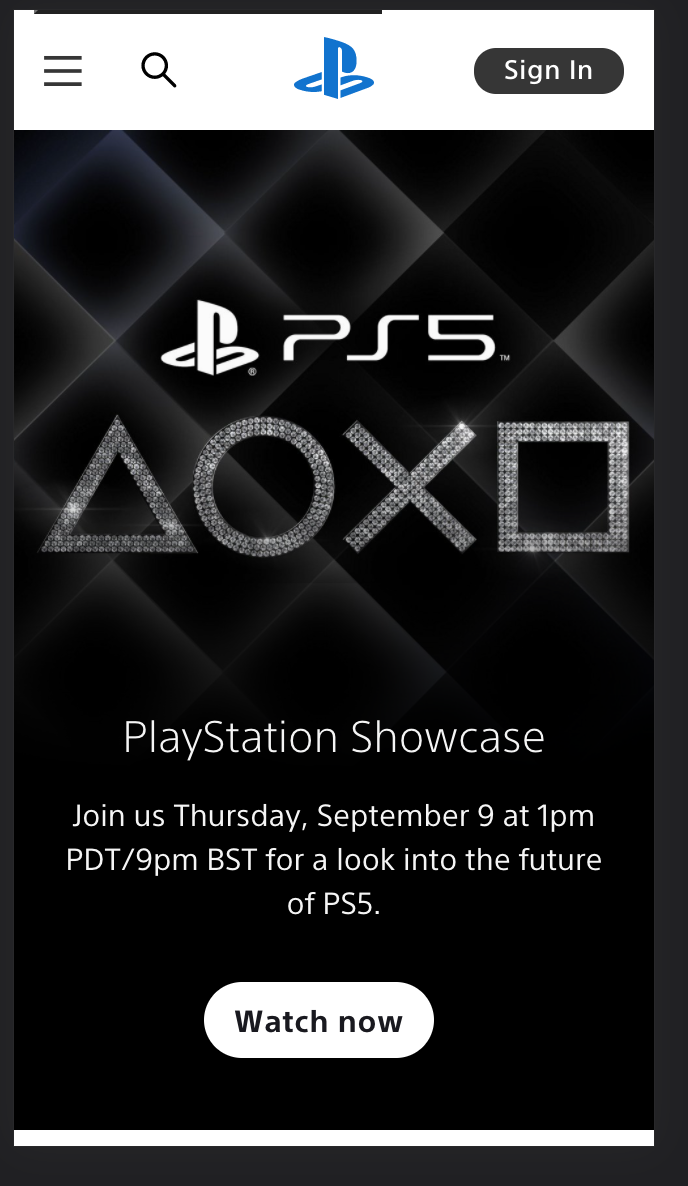 Sign In
PS5™
PlayStation Showcase
Join us Thursday, September 9 at 1pm
PDT/9pm BST for a look into the future
of PS5.
Watch now